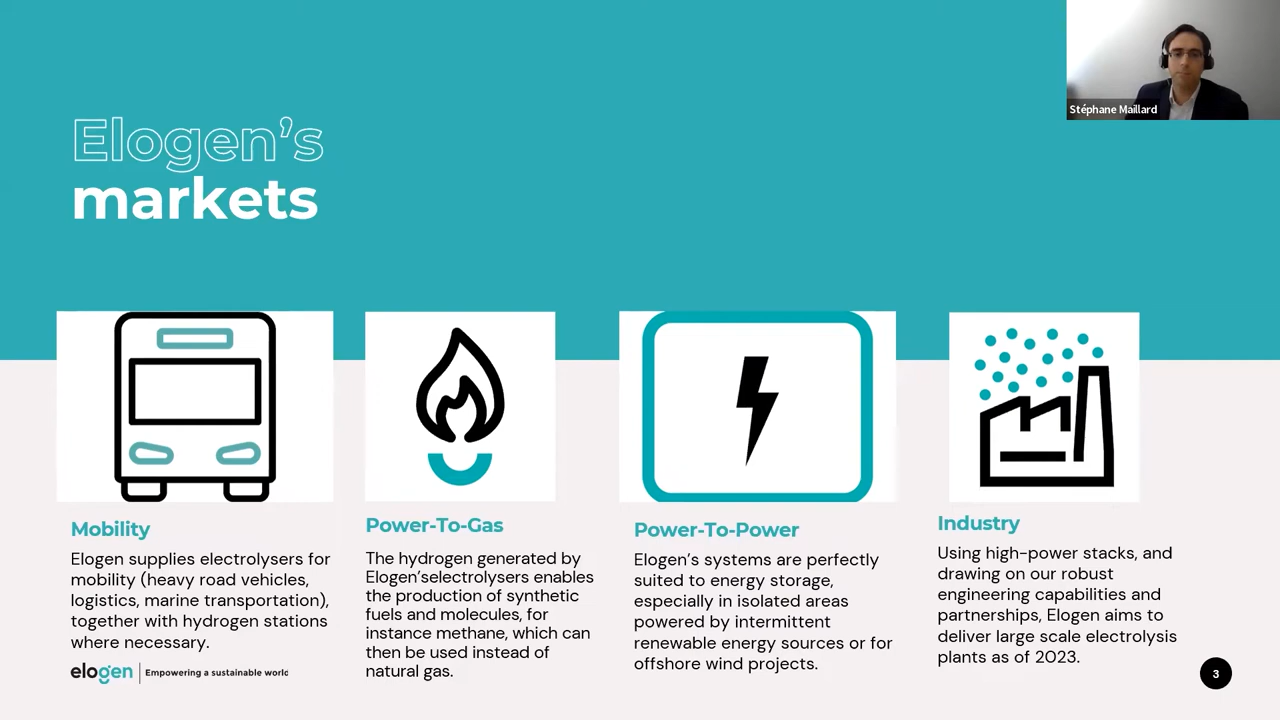 Stéphane Maillard
Elogen's
markets
Mobility
Elogen supplies electrolysers for
mobility (heavy road vehicles,
logistics, marine transportation),
together with hydrogen stations
where necessary.
Power-To-Gas
The hydrogen generated by
Elogen'selectrolysers enables
the production of synthetic
fuels and molecules, for
instance methane, which can
then be used instead of
natural gas.
Power-To-Power
Elogen's systems are perfectly
suited to energy storage,
especially in isolated areas
powered by intermittent
renewable energy sources or for
offshore wind projects.
Industry
Using high-power stacks, and
drawing on our robust
engineering capabilities and
partnerships, Elogen aims to
deliver large scale electrolysis
plants as of 2023.
elogen | Empowering a sustainable world
3